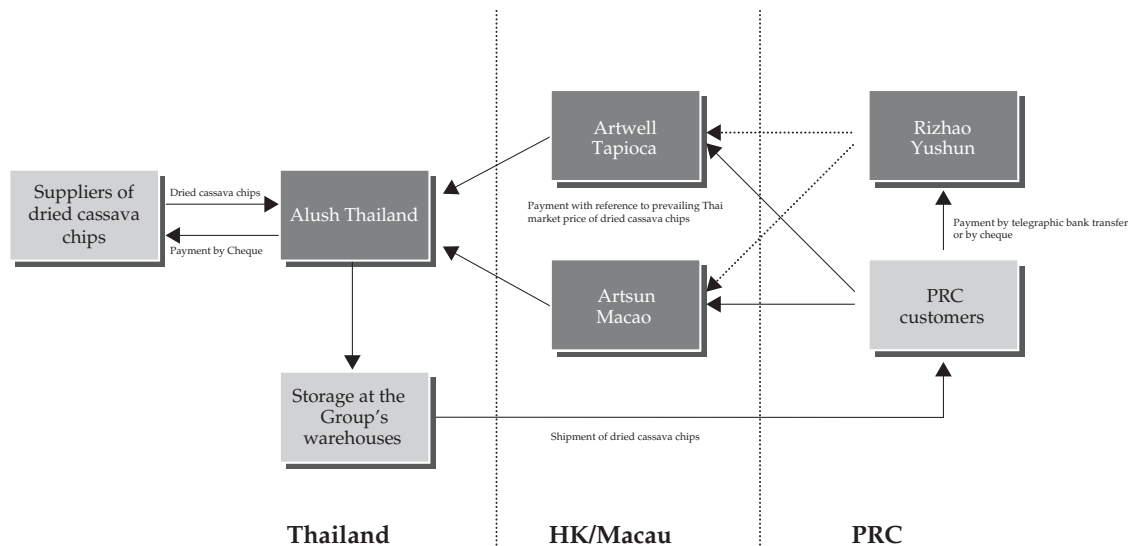 Suppliers of
dried cassava
chips
Dried cassava chips
Payment by Cheque
Alush Thailand
Artwell
Tapioca
Payment with reference to prevailing Thai
market price of dried cassava chips
Artsun
Macao
Rizhao
Yushun
Payment by telegraphic bank transfer
or by cheque
PRC
customers
Storage at the
Group's
warehouses
Shipment of dried cassava chips
Thailand
HK/Macau
PRC